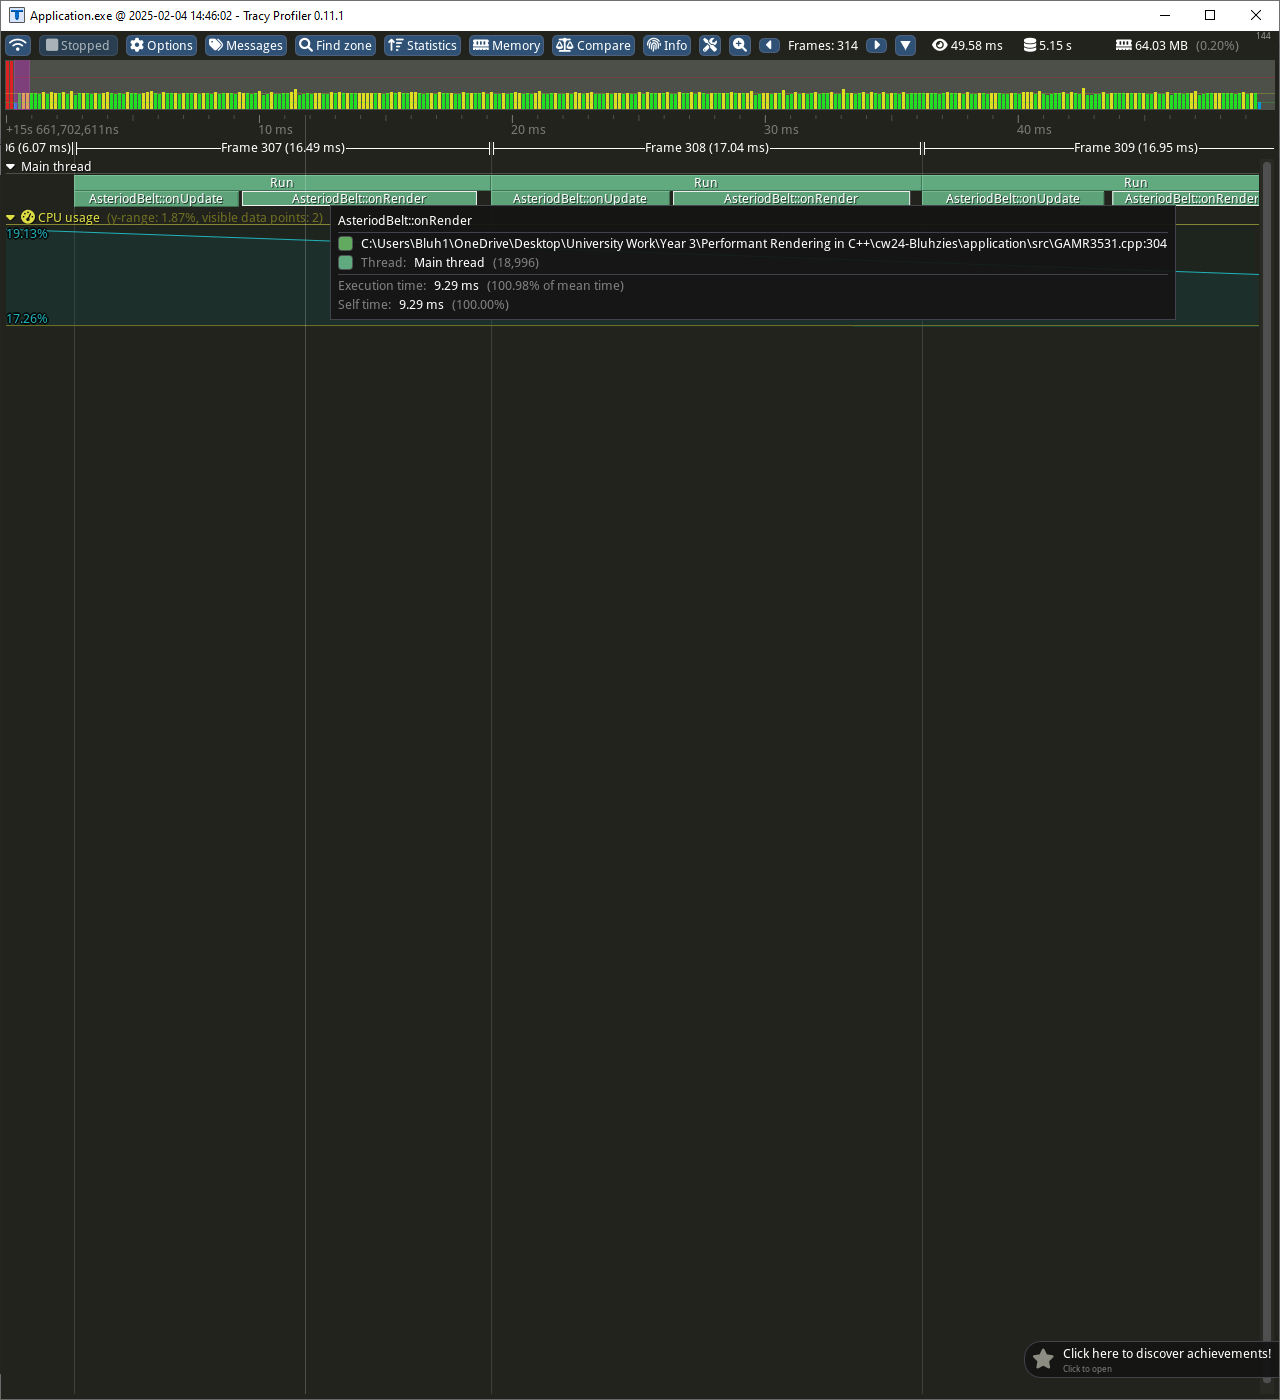 Application.exe @ 2025-02-04 14:46:02 - Tracy Profiler 0.11.1
Stopped Options Messages Find zone Statistics Memory Compare Info Frames: 314 49.58 ms 5.15 s 64.03 MB (0.20%) 144
+15s 661,702,611ns 10 ms 20 ms 30 ms 40 ms
06 (6.07 ms) Frame 307 (16.49 ms) Frame 308 (17.04 ms) Frame 309 (16.95 ms)
Main thread
Run Run Run
AsteriodBelt::onUpdate AsteriodBelt::onRender AsteriodBelt::onUpdate AsteriodBelt::onRender AsteriodBelt::onUpdate AsteriodBelt::onRender
CPU usage (y-range: 1.87%, visible data points: 2)
19.13%
17.26%
AsteriodBelt::onRender
C:\Users\Bluh1\OneDrive\Desktop\University Work\Year 3\Performant Rendering in C++\cw24-Bluhzies\application\src\GAMR3531.cpp:304
Thread: Main thread (18,996)
Execution time: 9.29 ms (100.98% of mean time)
Self time: 9.29 ms (100.00%)
Click here to discover achievements!
Click to open